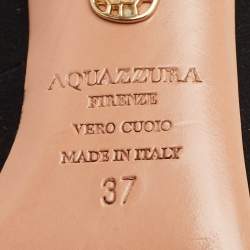 AQUAZZURA
FIRENZE
VERO CUOIO
MADE IN ITALY
37